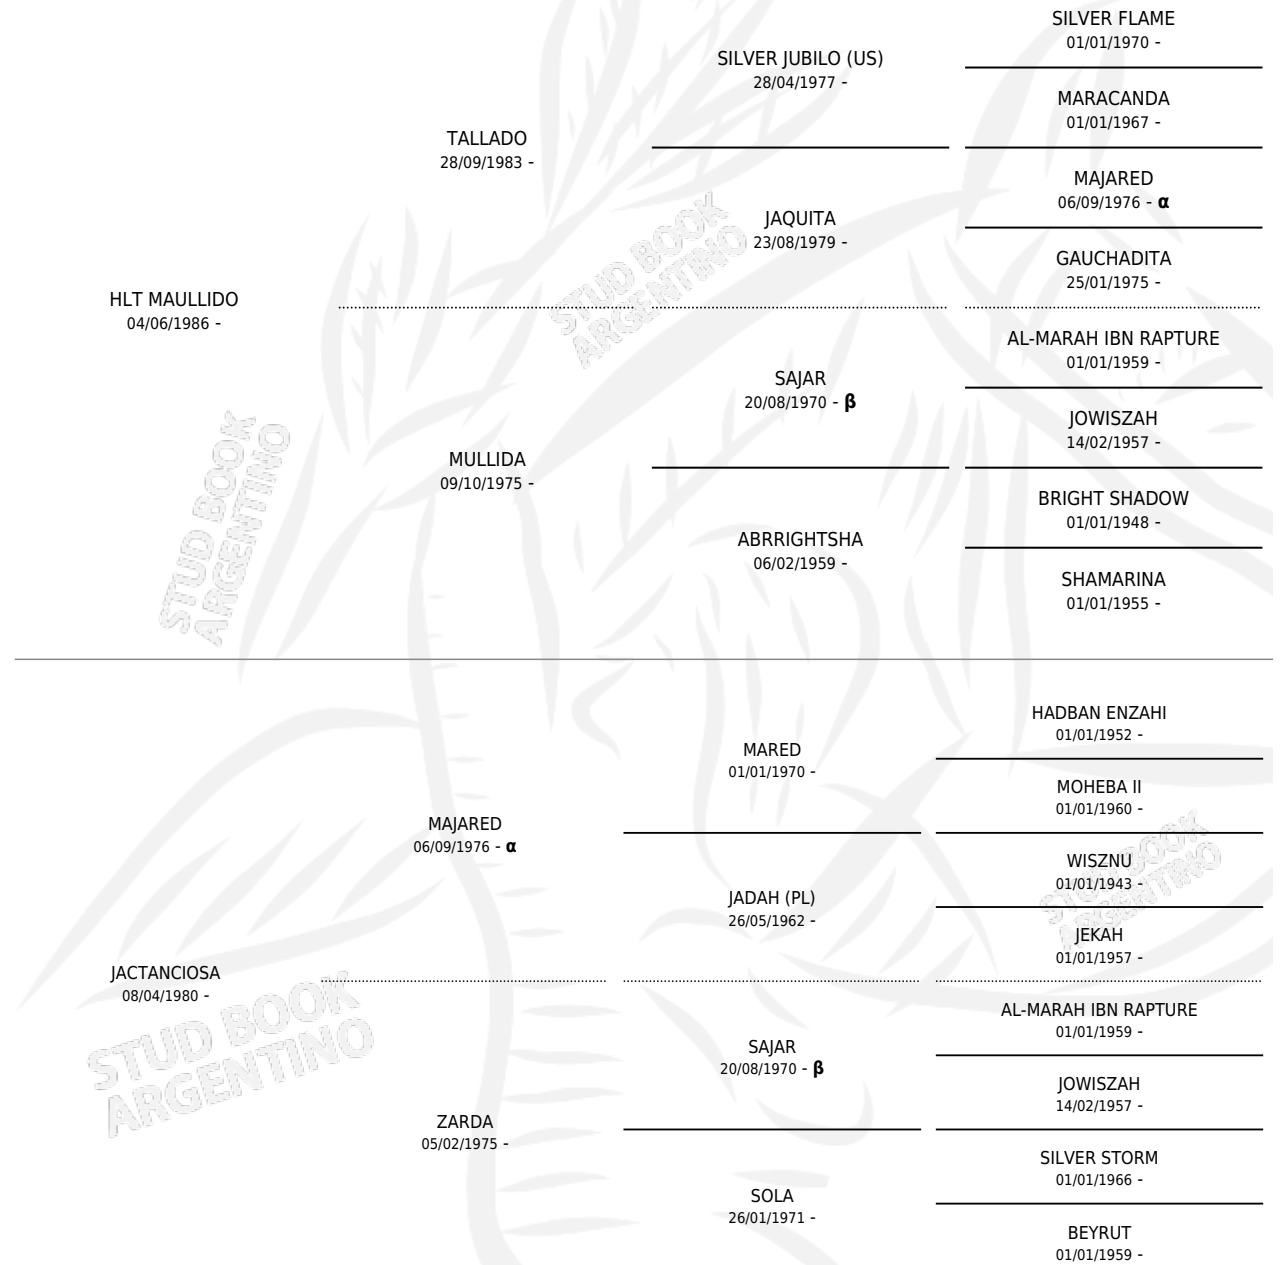 SILVER FLAME
01/01/1970 -
SILVER JUBILO (US)
28/04/1977 -
MARACANDA
01/01/1967 -
TALLADO
28/09/1983 -
MAJARED
06/09/1976 - α
JAQUITA
23/08/1979 -
GAUCHADITA
25/01/1975 -
HLT MAULLIDO
04/06/1986 -
AL-MARAH IBN RAPTURE
01/01/1959 -
SAJAR
20/08/1970 - β
JOWISZAH
14/02/1957 -
MULLIDA
09/10/1975 -
BRIGHT SHADOW
01/01/1948 -
ABRRIGHTSHA
06/02/1959 -
SHAMARINA
01/01/1955 -
HADBAN ENZAHI
01/01/1952 -
MARED
01/01/1970 -
MOHEBA II
01/01/1960 -
MAJARED
06/09/1976 - α
WISZNU
01/01/1943 -
JADAH (PL)
26/05/1962 -
JEKAH
01/01/1957 -
JACTANCIOSA
08/04/1980 -
AL-MARAH IBN RAPTURE
01/01/1959 -
SAJAR
20/08/1970 - β
JOWISZAH
14/02/1957 -
ZARDA
05/02/1975 -
SILVER STORM
01/01/1966 -
SOLA
26/01/1971 -
BEYRUT
01/01/1959 -
STUD BOOK
ARGENTINO
STUD BOOK
ARGENTINO
STUD BOOK
ARGENTINO
STUD BOOK
ARGENTINO